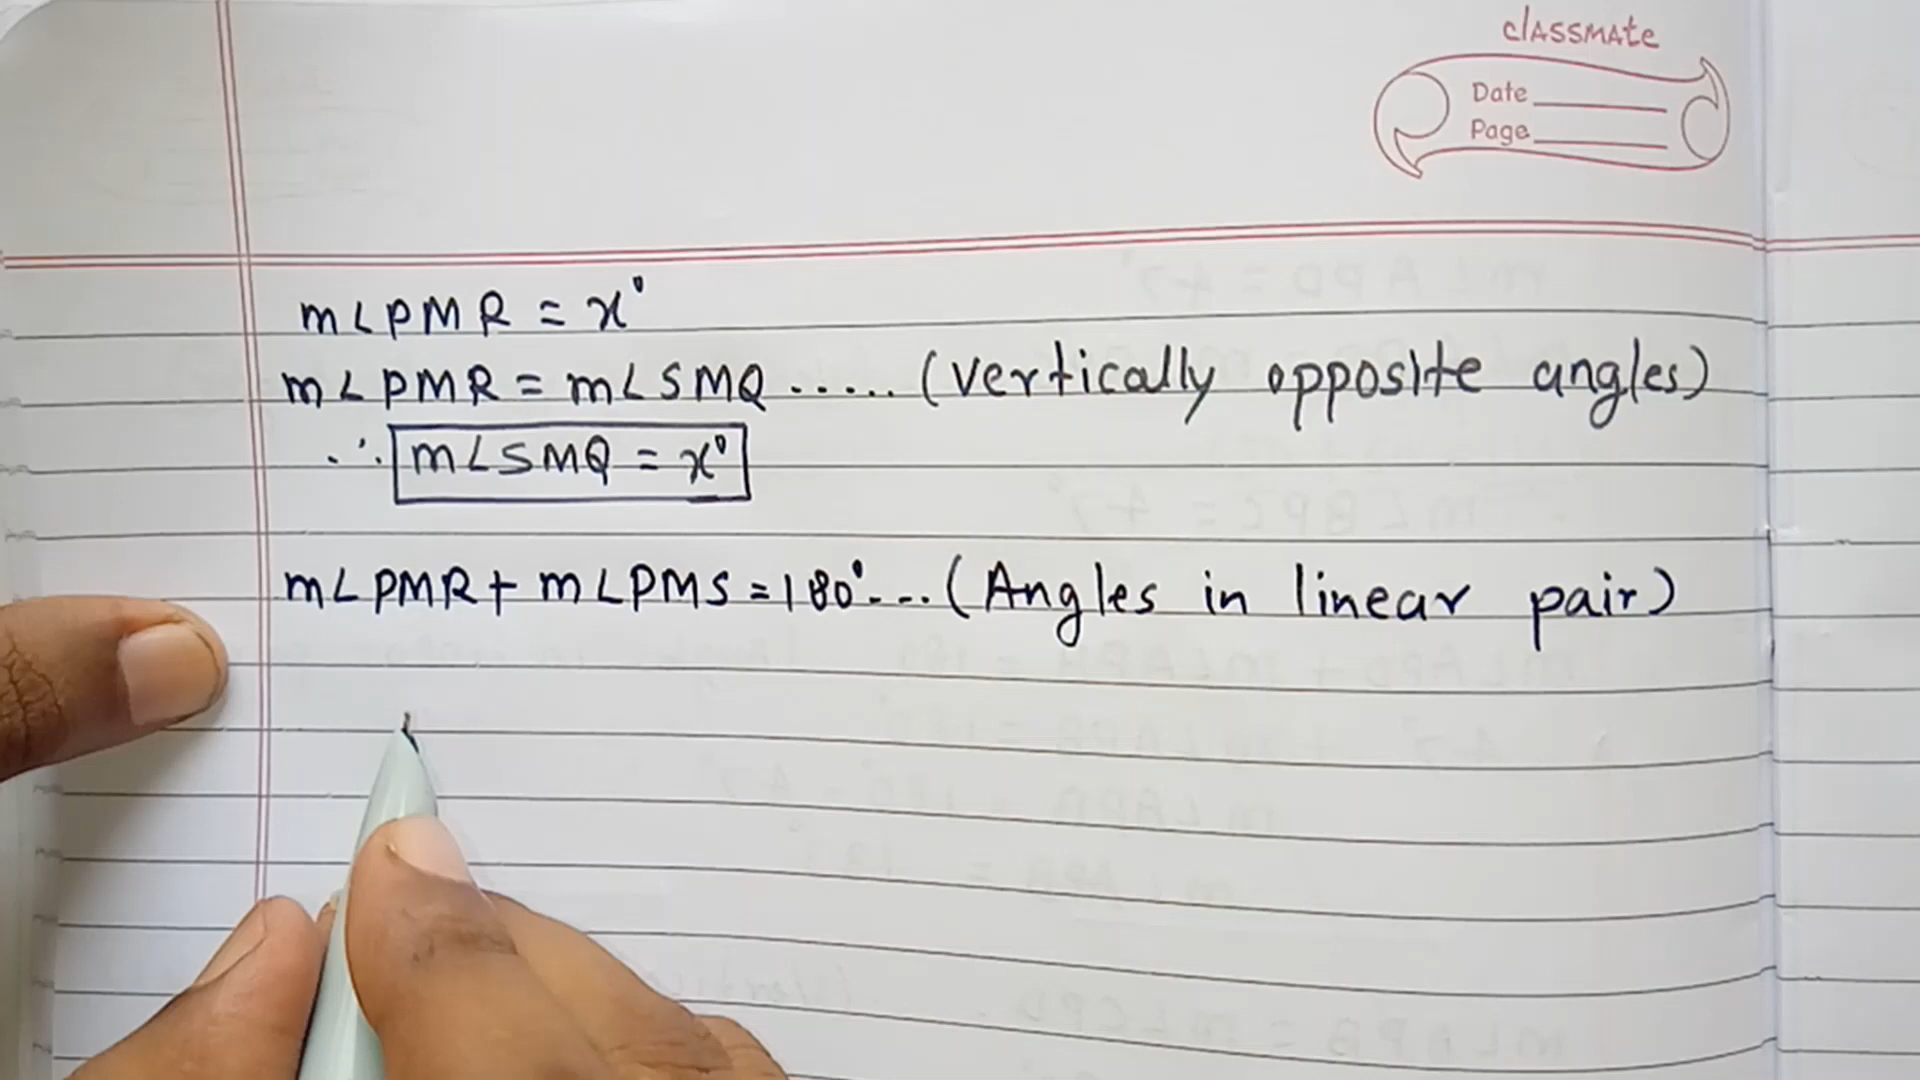 classmate
Date
Page
m∠PMR = x°
m∠PMR = m∠SMQ ..... (vertically opposite angles)
∴ m∠SMQ = x°
m∠PMR + m∠PMS = 180° ... (Angles in linear pair)